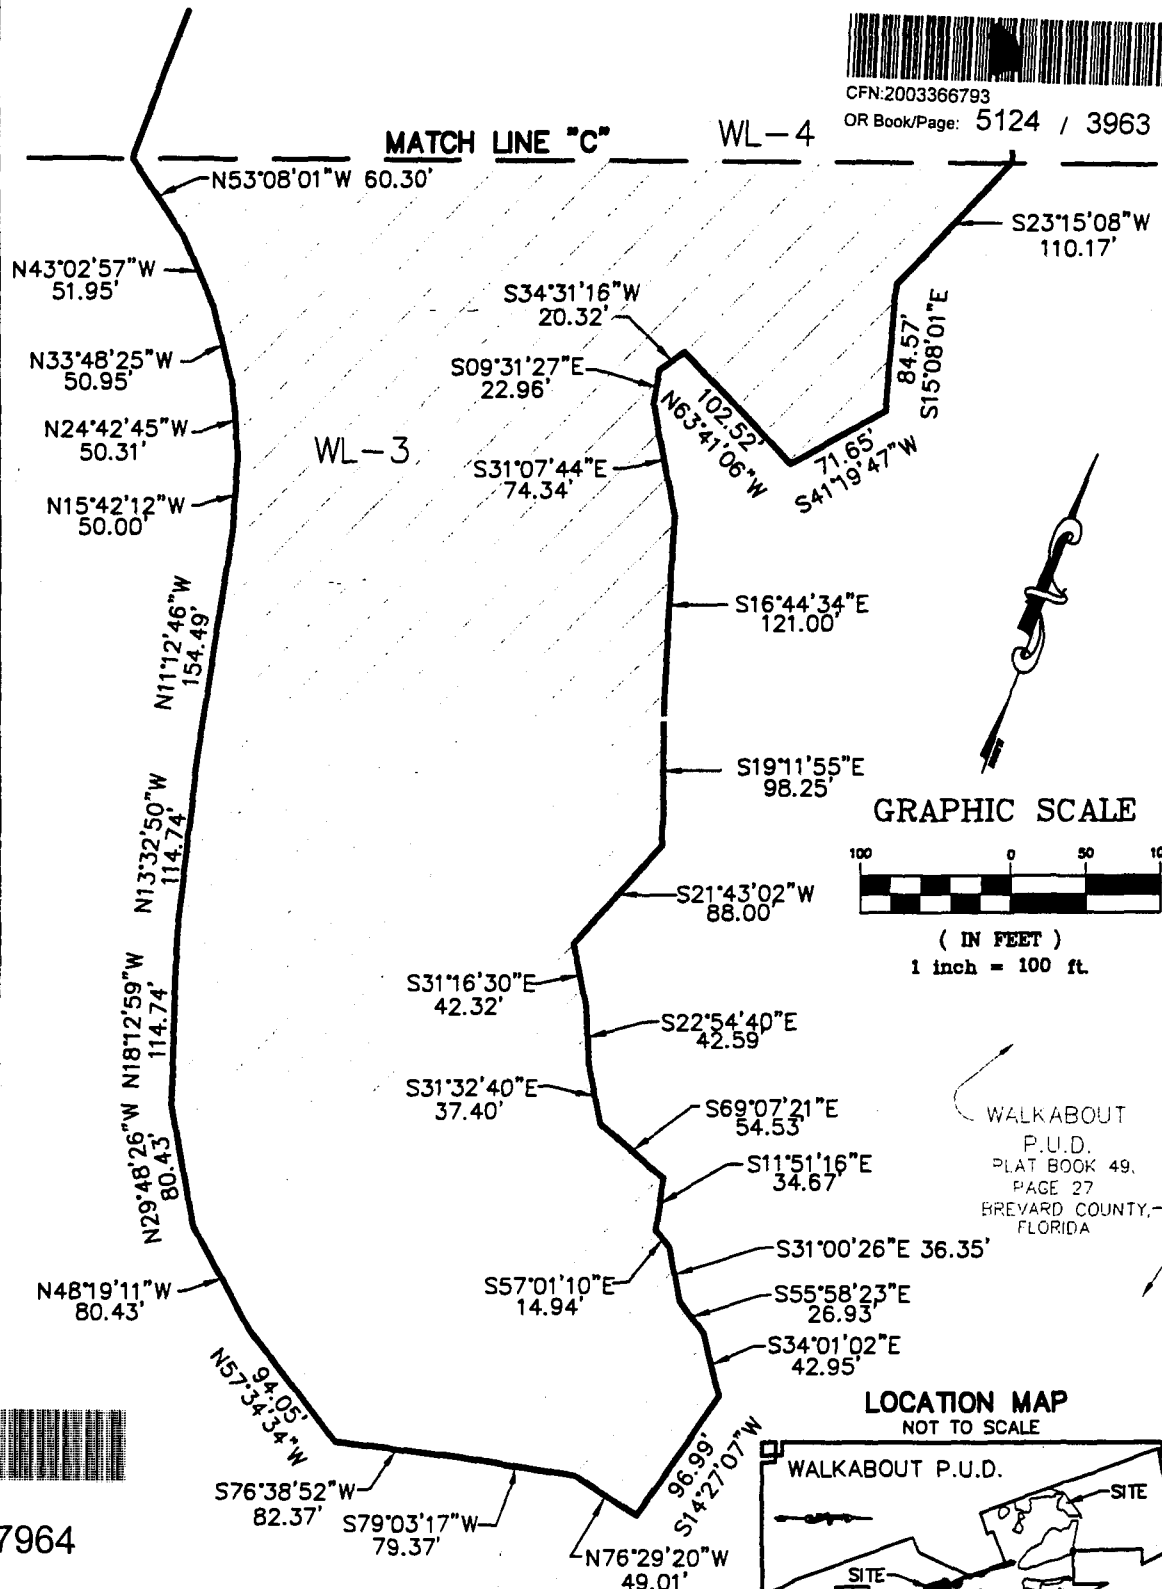 CFN:2003366793
OR Book/Page: 5124 / 3963
MATCH LINE "C"
WL-4
N53°08'01"W 60.30'
S23°15'08"W
110.17'
N43°02'57"W
51.95'
S34°31'16"W
20.32'
84.57'
S15°08'01"E
N33°48'25"W
50.95'
S09°31'27"E
22.96'
102.52'
N63°41'06"W
N24°42'45"W
50.31'
WL-3
71.65'
S41°19'47"W
S31°07'44"E
74.34'
N15°42'12"W
50.00'
N11°12'46"W
154.49'
S16°44'34"E
121.00'
S19°11'55"E
98.25'
N13°32'50"W
114.74'
GRAPHIC SCALE
100 0 50 10
S21°43'02"W
88.00'
( IN FEET )
1 inch = 100 ft.
S31°16'30"E
42.32'
N18°12'59"W
114.74'
S22°54'40"E
42.59'
S31°32'40"E
37.40'
S69°07'21"E
54.53'
WALKABOUT
P.U.D.
PLAT BOOK 49,
PAGE 27
BREVARD COUNTY,
FLORIDA
N29°48'26"W
80.43'
S11°51'16"E
34.67'
S31°00'26"E 36.35'
S57°01'10"E
14.94'
N48°19'11"W
80.43'
S55°58'23"E
26.93'
S34°01'02"E
42.95'
94.05'
N57°34'34"W
LOCATION MAP
NOT TO SCALE
96.99'
S14°27'07"W
WALKABOUT P.U.D.
SITE
S76°38'52"W
82.37'
S79°03'17"W
79.37'
7964
N76°29'20"W
49.01'
SITE